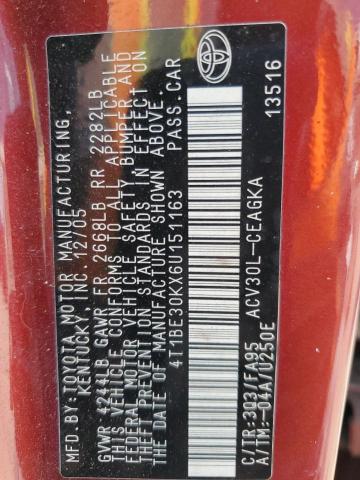 MFD. BY: TOYOTA MOTOR MANUFACTURING,
KENTUCKY, INC. 12/05
GVWR 4244LB GAWR FR 2668LB RR 2282LB
THIS VEHICLE CONFORMS TO ALL APPLICABLE
FEDERAL MOTOR VEHICLE SAFETY, BUMPER, AND
THEFT PREVENTION STANDARDS IN EFFECT ON
THE DATE OF MANUFACTURE SHOWN ABOVE.
4T1BE30KX6U151163 PASS.CAR
C/TR: 3Q3/FA95 ACV30L-CEAGKA
A/TM: -04A/U250E 13516